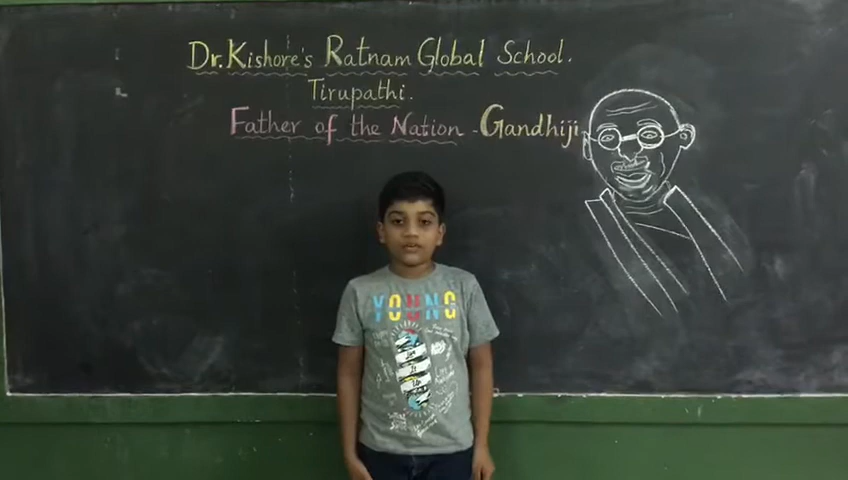 Dr. Kishore's Ratnam Global School.
Tirupathi.
Father of the Nation - Gandhiji
YOUNG